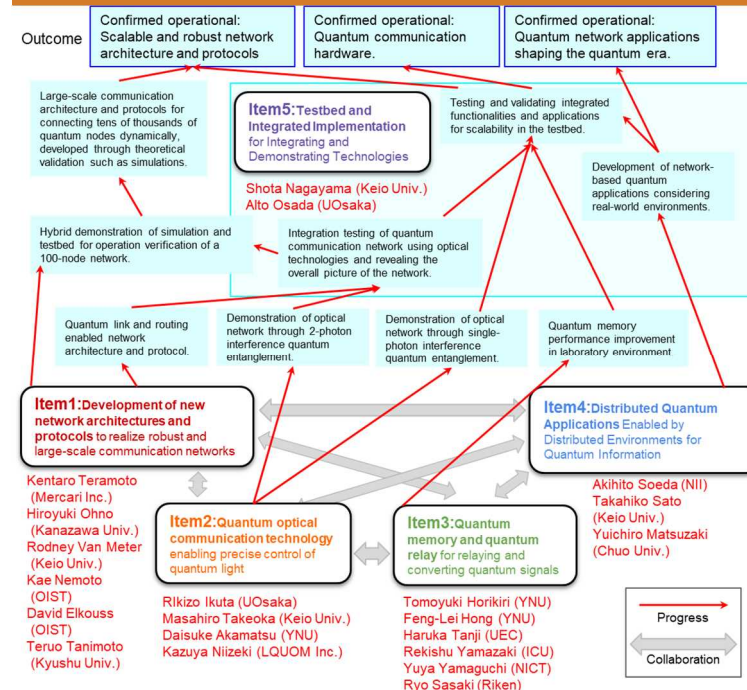 Outcome
Confirmed operational:
Scalable and robust network
architecture and protocols
Confirmed operational:
Quantum communication
hardware.
Confirmed operational:
Quantum network applications
shaping the quantum era.
Large-scale communication
architecture and protocols for
connecting tens of thousands of
quantum nodes dynamically,
developed through theoretical
validation such as simulations.
Item5:Testbed and
Integrated Implementation
for Integrating and
Demonstrating Technologies
Shota Nagayama (Keio Univ.)
Alto Osada (UOsaka)
Testing and validating integrated
functionalities and applications
for scalability in the testbed.
Development of network-
based quantum
applications considering
real-world environments.
Hybrid demonstration of simulation and
testbed for operation verification of a
100-node network.
Integration testing of quantum
communication network using optical
technologies and revealing the
overall picture of the network.
Quantum link and routing
enabled network
architecture and protocol.
Demonstration of optical
network through 2-photon
interference quantum
entanglement.
Demonstration of optical
network through single-
photon interference
quantum entanglement.
Quantum memory
performance improvement
in laboratory environment
Item1:Development of new
network architectures and
protocols to realize robust and
large-scale communication networks
Kentaro Teramoto
(Mercari Inc.)
Hiroyuki Ohno
(Kanazawa Univ.)
Rodney Van Meter
(Keio Univ.)
Kae Nemoto
(OIST)
David Elkouss
(OIST)
Teruo Tanimoto
(Kyushu Univ.)
Item2:Quantum optical
communication technology
enabling precise control of
quantum light
RIkizo Ikuta (UOsaka)
Masahiro Takeoka (Keio Univ.)
Daisuke Akamatsu (YNU)
Kazuya Niizeki (LQUOM Inc.)
Item3:Quantum
memory and quantum
relay for relaying and
converting quantum signals
Tomoyuki Horikiri (YNU)
Feng-Lei Hong (YNU)
Haruka Tanji (UEC)
Rekishu Yamazaki (ICU)
Yuya Yamaguchi (NICT)
Ryo Sasaki (Riken)
Item4:Distributed Quantum
Applications Enabled by
Distributed Environments for
Quantum Information
Akihito Soeda (NII)
Takahiko Sato
(Keio Univ.)
Yuichiro Matsuzaki
(Chuo Univ.)
Progress
Collaboration